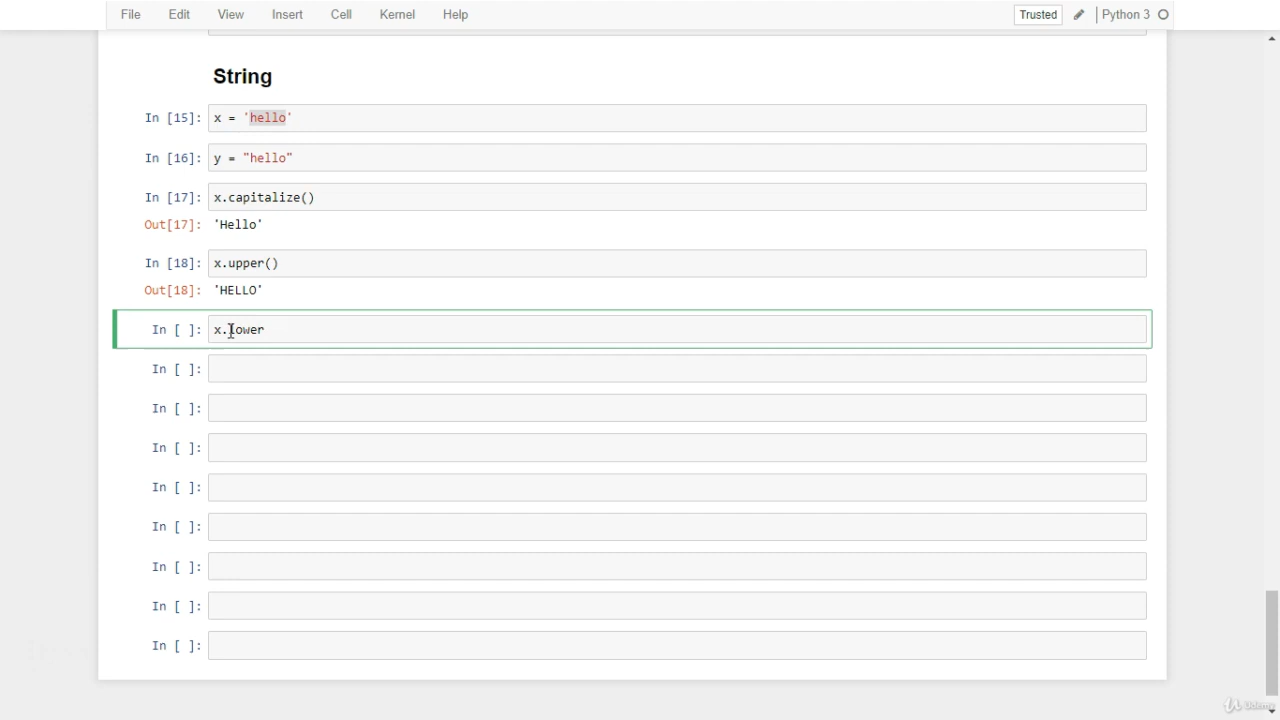 File Edit View Insert Cell Kernel Help Trusted Python 3
String
In [15]: x = 'hello'
In [16]: y = "hello"
In [17]: x.capitalize()
Out[17]: 'Hello'
In [18]: x.upper()
Out[18]: 'HELLO'
In [ ]: x.lower
In [ ]:
In [ ]:
In [ ]:
In [ ]:
In [ ]:
In [ ]:
In [ ]:
In [ ]:
Udemy